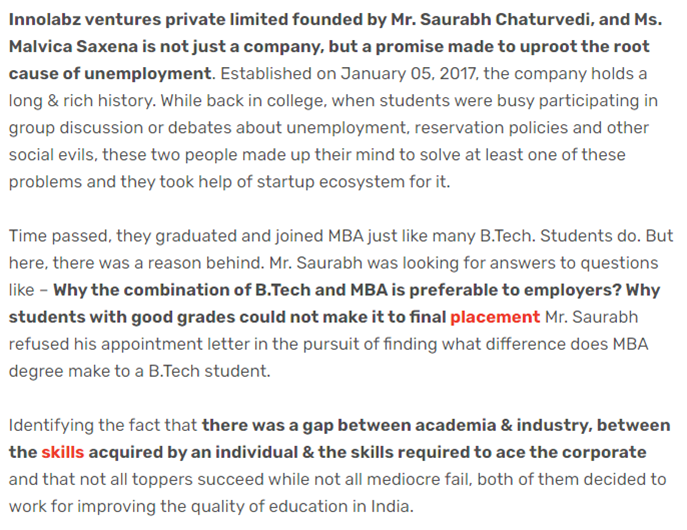 Innolabz ventures private limited founded by Mr. Saurabh Chaturvedi, and Ms.
Malvica Saxena is not just a company, but a promise made to uproot the root
cause of unemployment. Established on January 05, 2017, the company holds a
long & rich history. While back in college, when students were busy participating in
group discussion or debates about unemployment, reservation policies and other
social evils, these two people made up their mind to solve at least one of these
problems and they took help of startup ecosystem for it.
Time passed, they graduated and joined MBA just like many B.Tech. Students do. But
here, there was a reason behind. Mr. Saurabh was looking for answers to questions
like – Why the combination of B.Tech and MBA is preferable to employers? Why
students with good grades could not make it to final placement Mr. Saurabh
refused his appointment letter in the pursuit of finding what difference does MBA
degree make to a B.Tech student.
Identifying the fact that there was a gap between academia & industry, between
the skills acquired by an individual & the skills required to ace the corporate
and that not all toppers succeed while not all mediocre fail, both of them decided to
work for improving the quality of education in India.